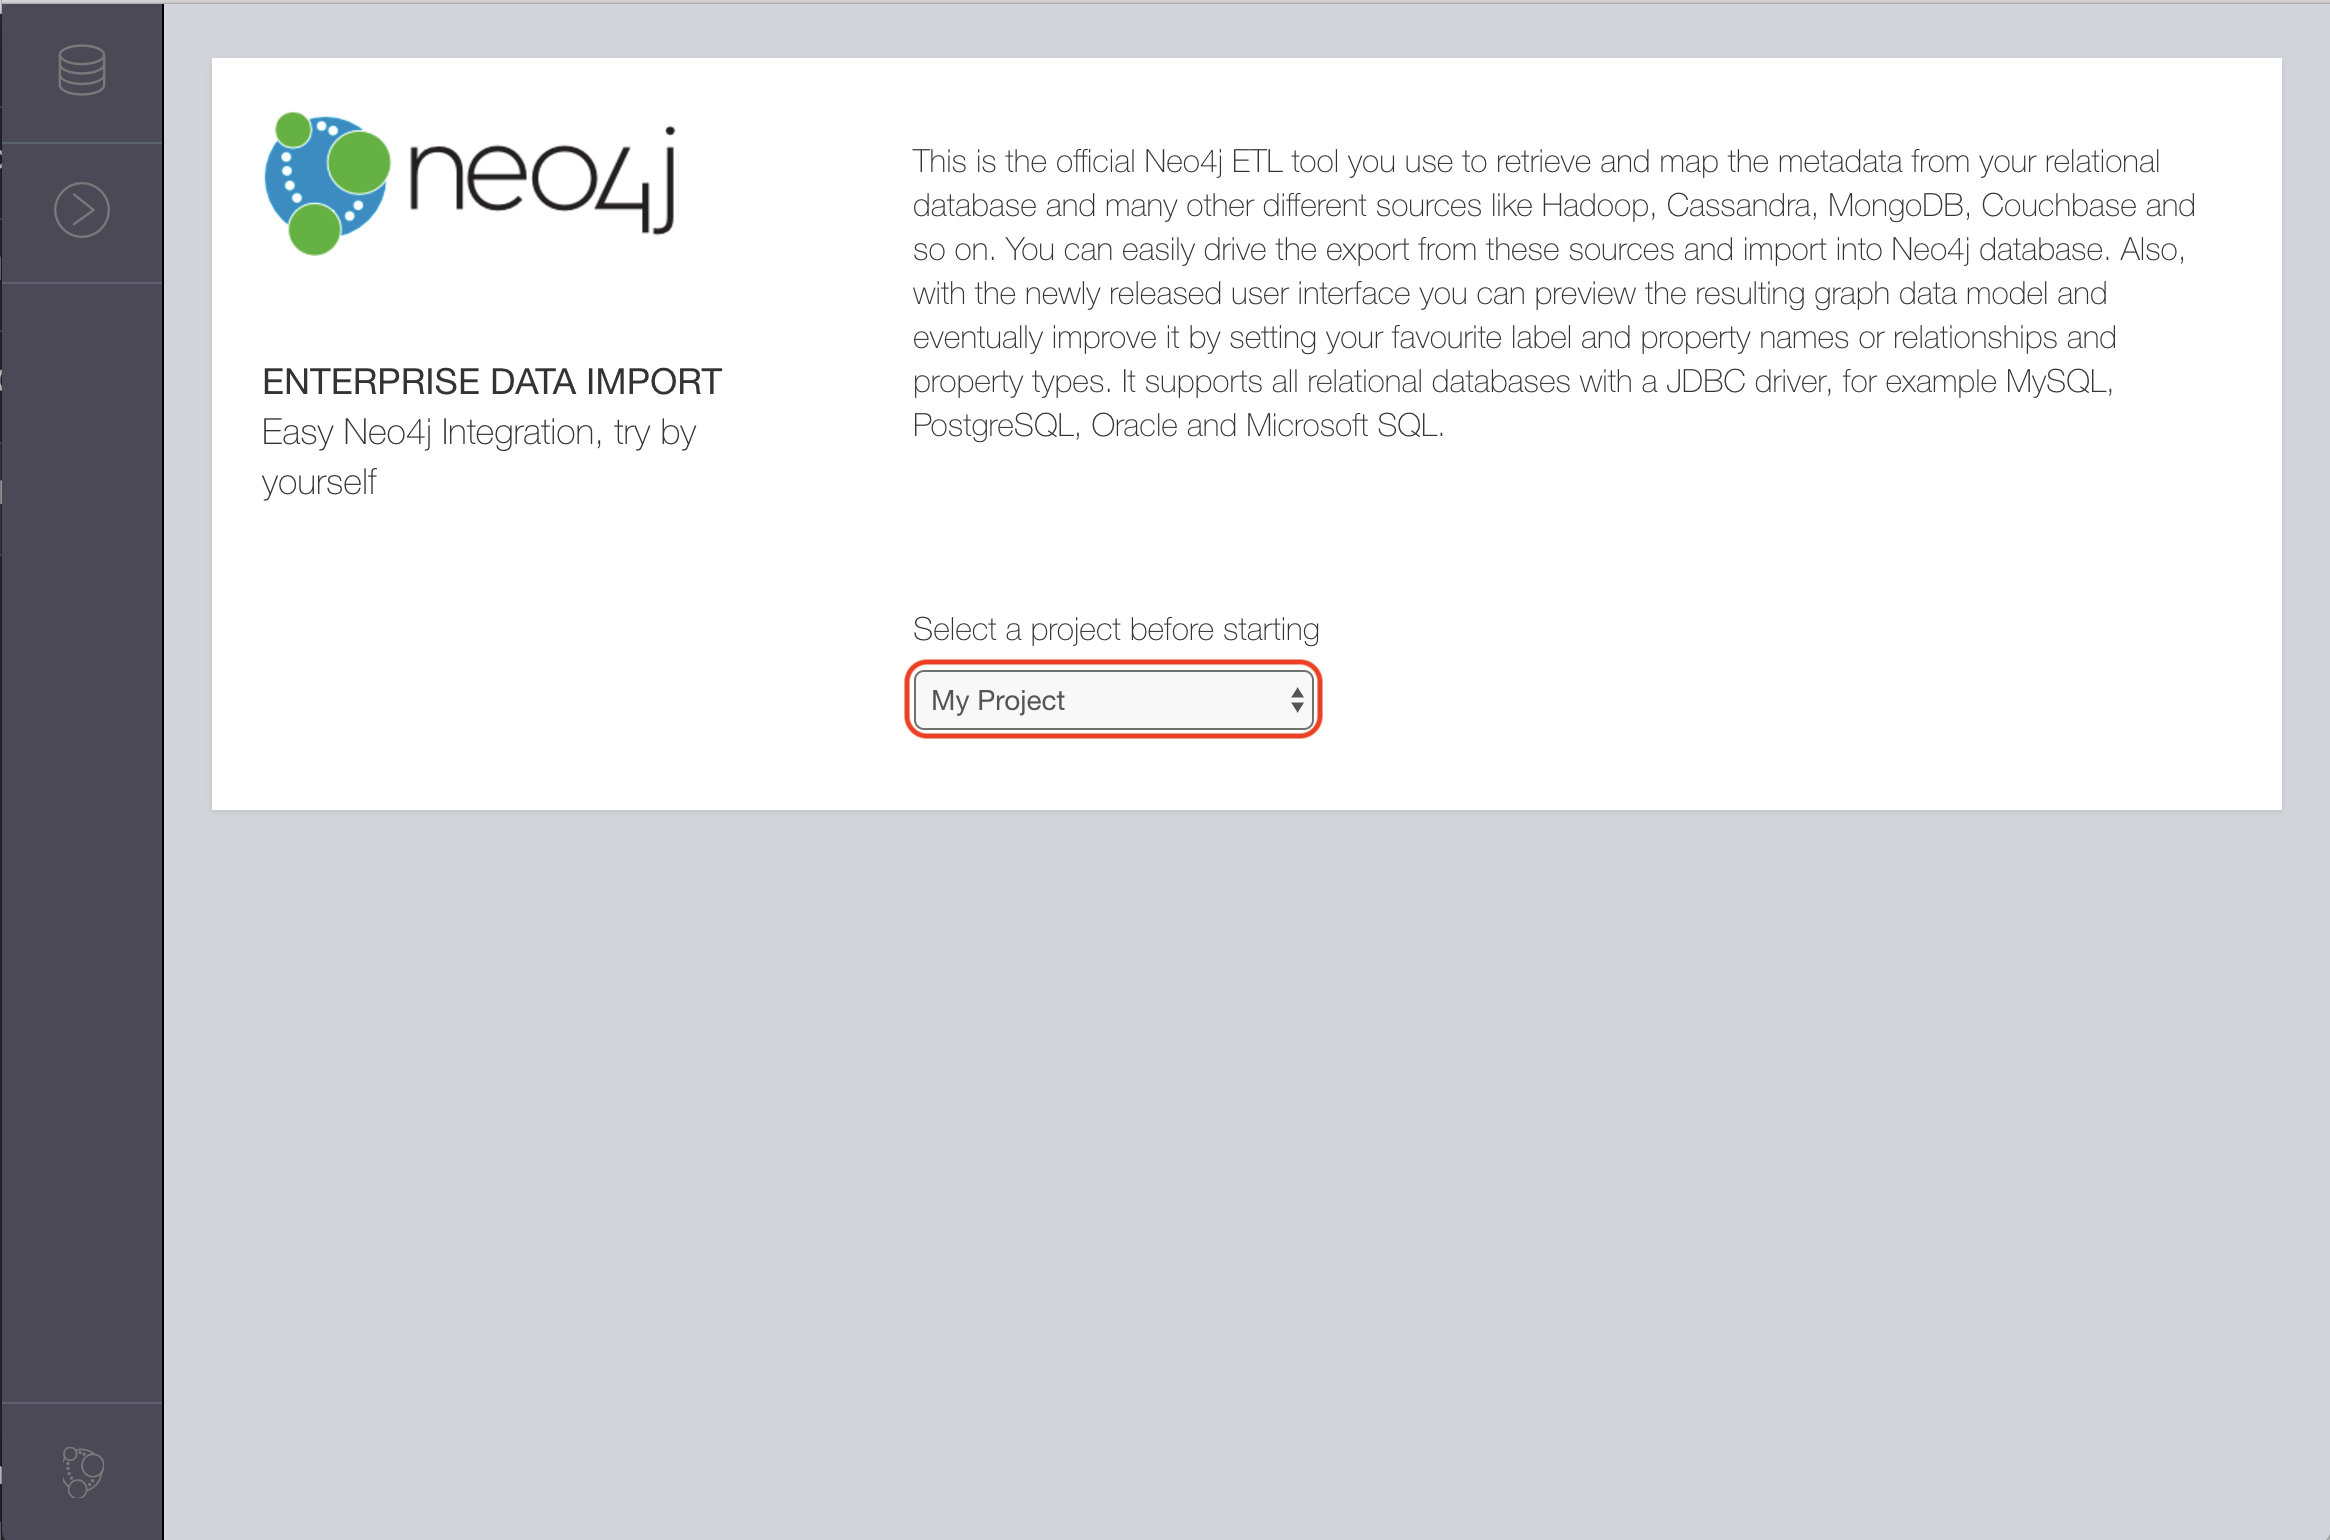 neo4j
ENTERPRISE DATA IMPORT
Easy Neo4j Integration, try by
yourself
This is the official Neo4j ETL tool you use to retrieve and map the metadata from your relational
database and many other different sources like Hadoop, Cassandra, MongoDB, Couchbase and
so on. You can easily drive the export from these sources and import into Neo4j database. Also,
with the newly released user interface you can preview the resulting graph data model and
eventually improve it by setting your favourite label and property names or relationships and
property types. It supports all relational databases with a JDBC driver, for example MySQL,
PostgreSQL, Oracle and Microsoft SQL.
Select a project before starting
My Project